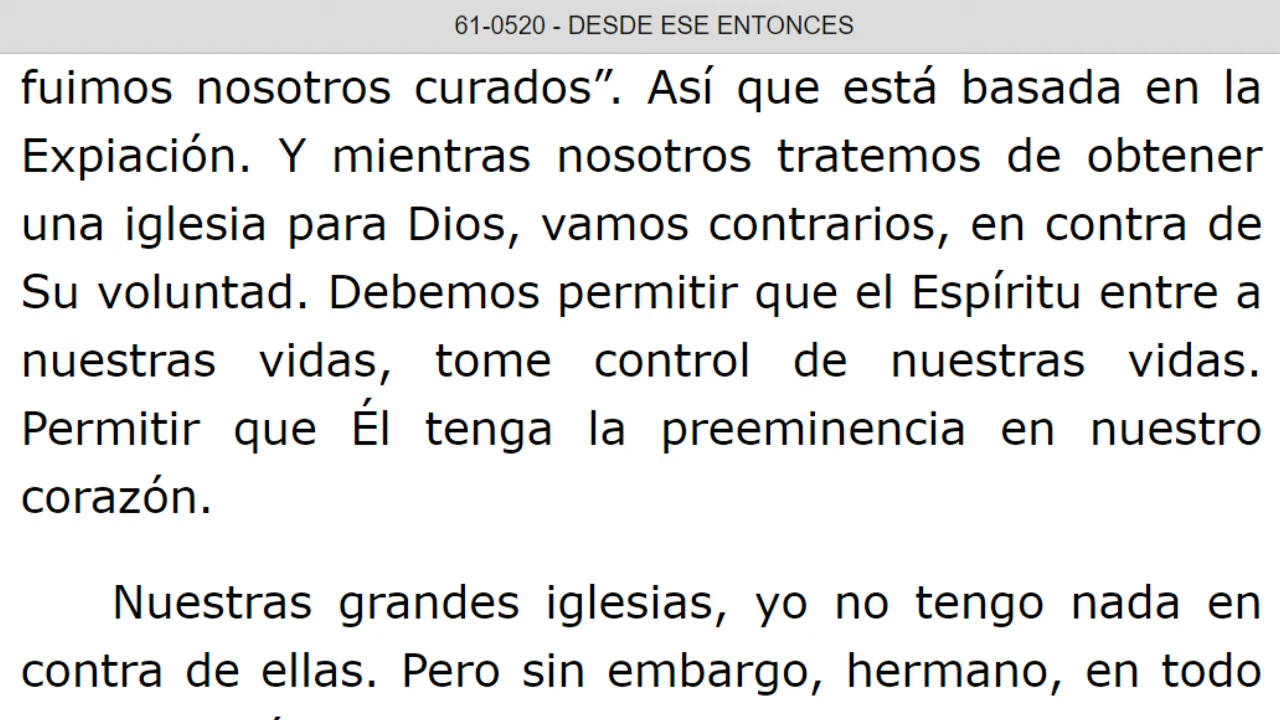 61-0520 - DESDE ESE ENTONCES
fuimos nosotros curados”. Así que está basada en la
Expiación. Y mientras nosotros tratemos de obtener
una iglesia para Dios, vamos contrarios, en contra de
Su voluntad. Debemos permitir que el Espíritu entre a
nuestras vidas, tome control de nuestras vidas.
Permitir que Él tenga la preeminencia en nuestro
corazón.
Nuestras grandes iglesias, yo no tengo nada en
contra de ellas. Pero sin embargo, hermano, en todo